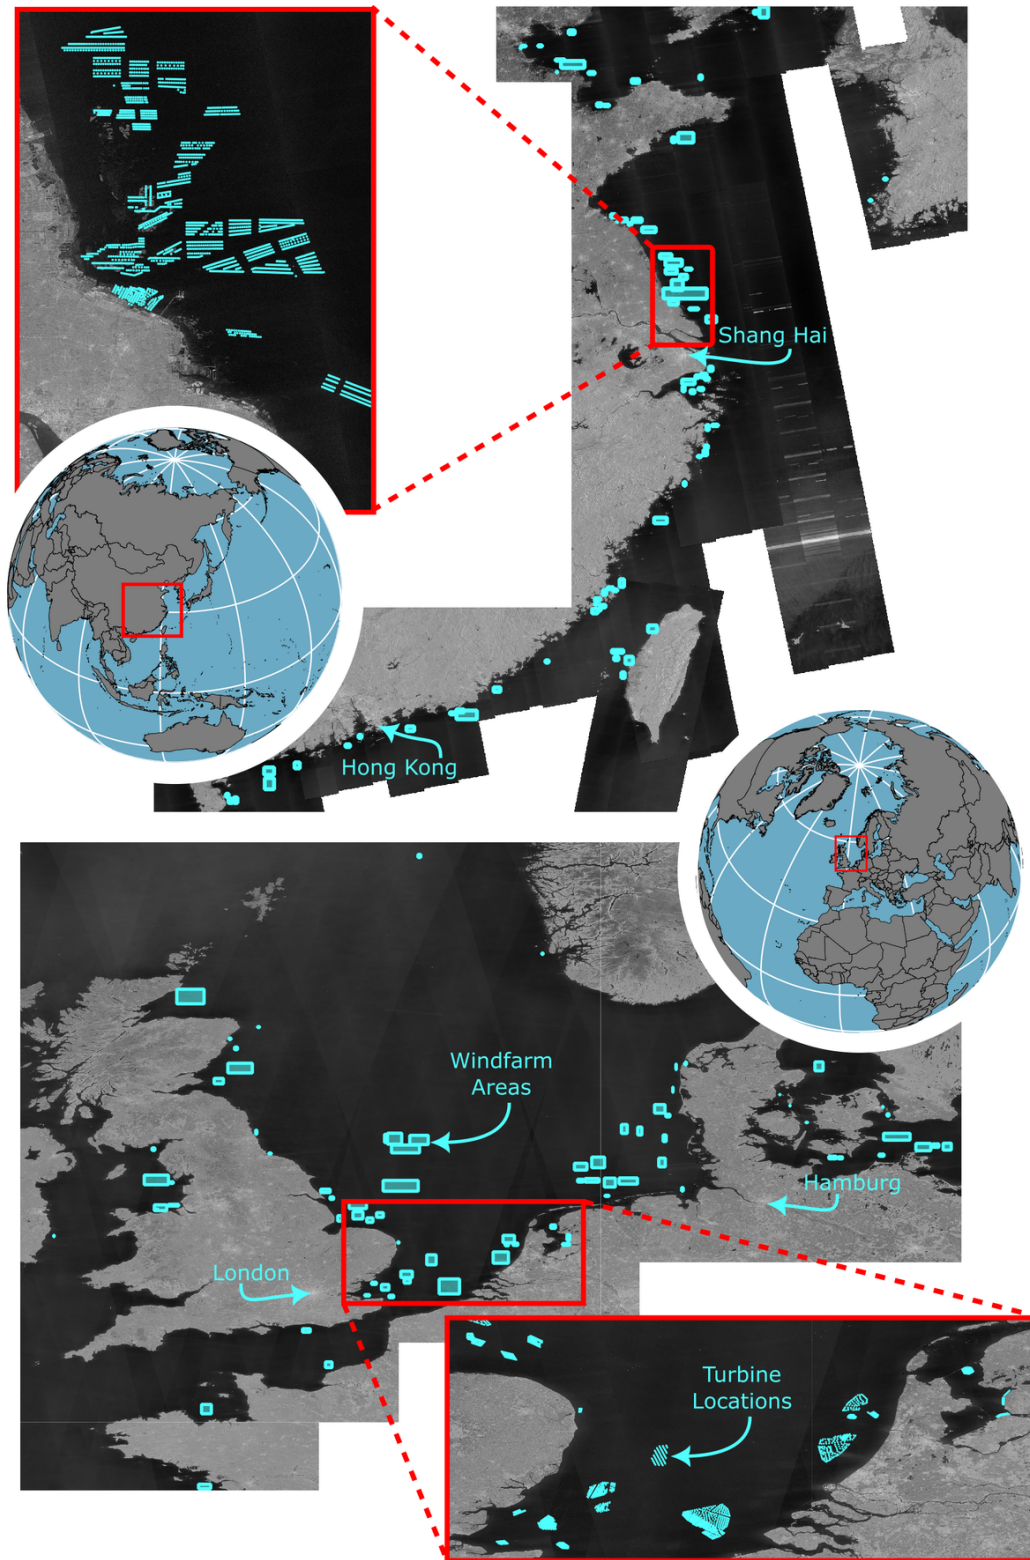 Shang Hai
Hong Kong
Windfarm
Areas
Hamburg
London
Turbine
Locations